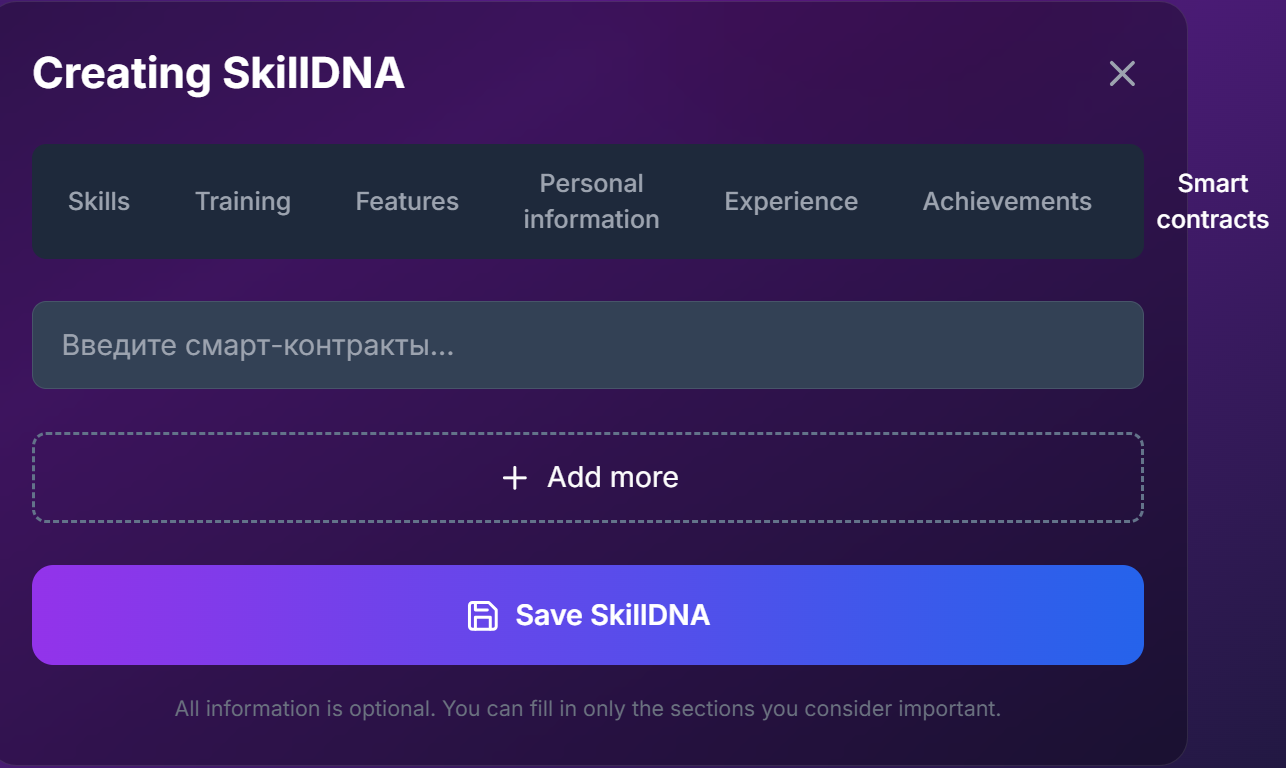 Creating SkillDNA
Skills
Training
Features
Personal
information
Experience
Achievements
Smart
contracts
Введите смарт-контракты...
Add more
Save SkillDNA
All information is optional. You can fill in only the sections you consider important.